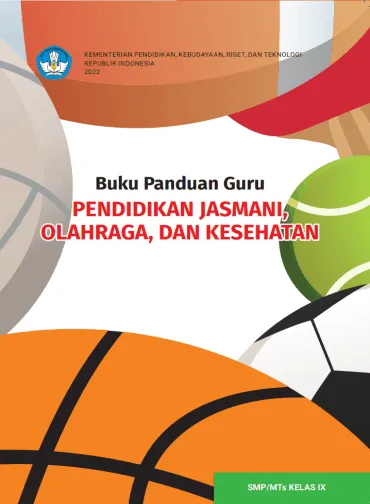 KEMENTERIAN PENDIDIKAN, KEBUDAYAAN, RISET, DAN TEKNOLOGI
REPUBLIK INDONESIA
2022
Buku Panduan Guru
PENDIDIKAN JASMANI,
OLAHRAGA, DAN KESEHATAN
SMP/MTs KELAS IX